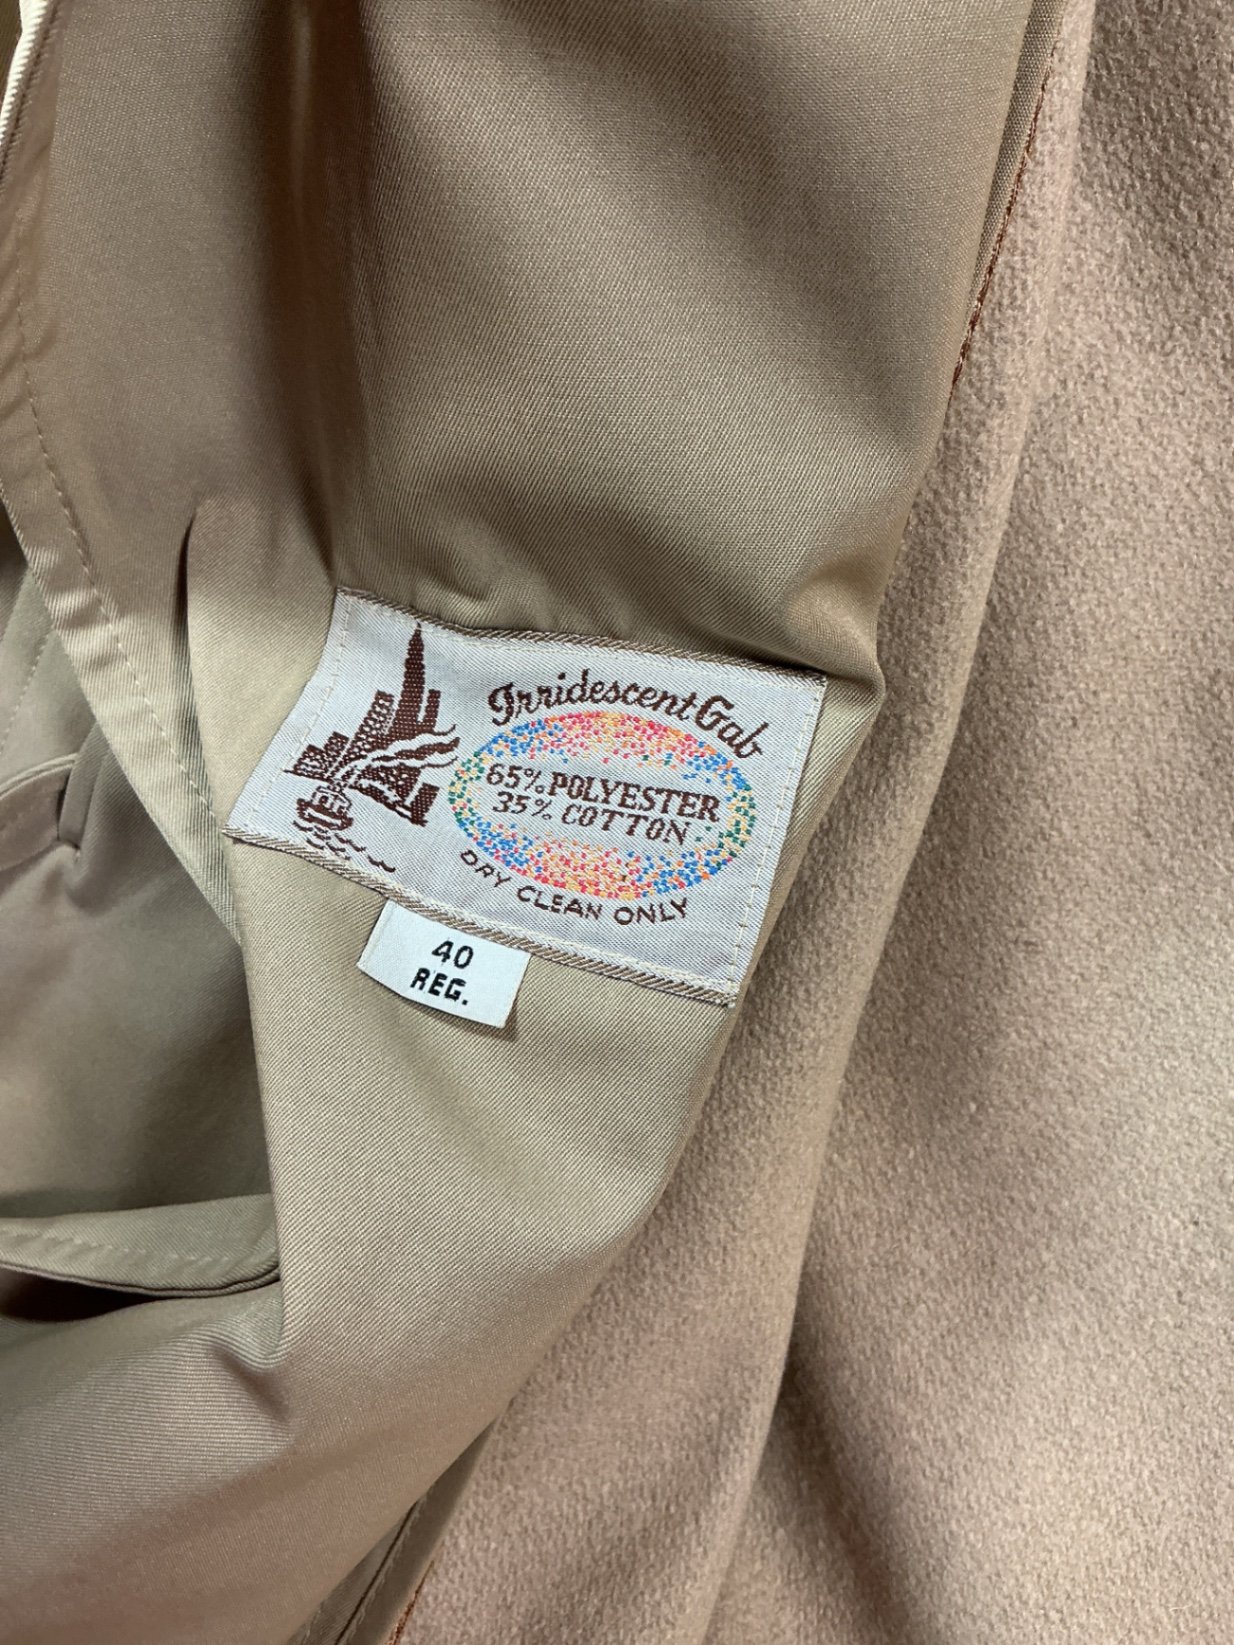 Irridescent Gab
65% POLYESTER
35% COTTON
DRY CLEAN ONLY
40
REG.